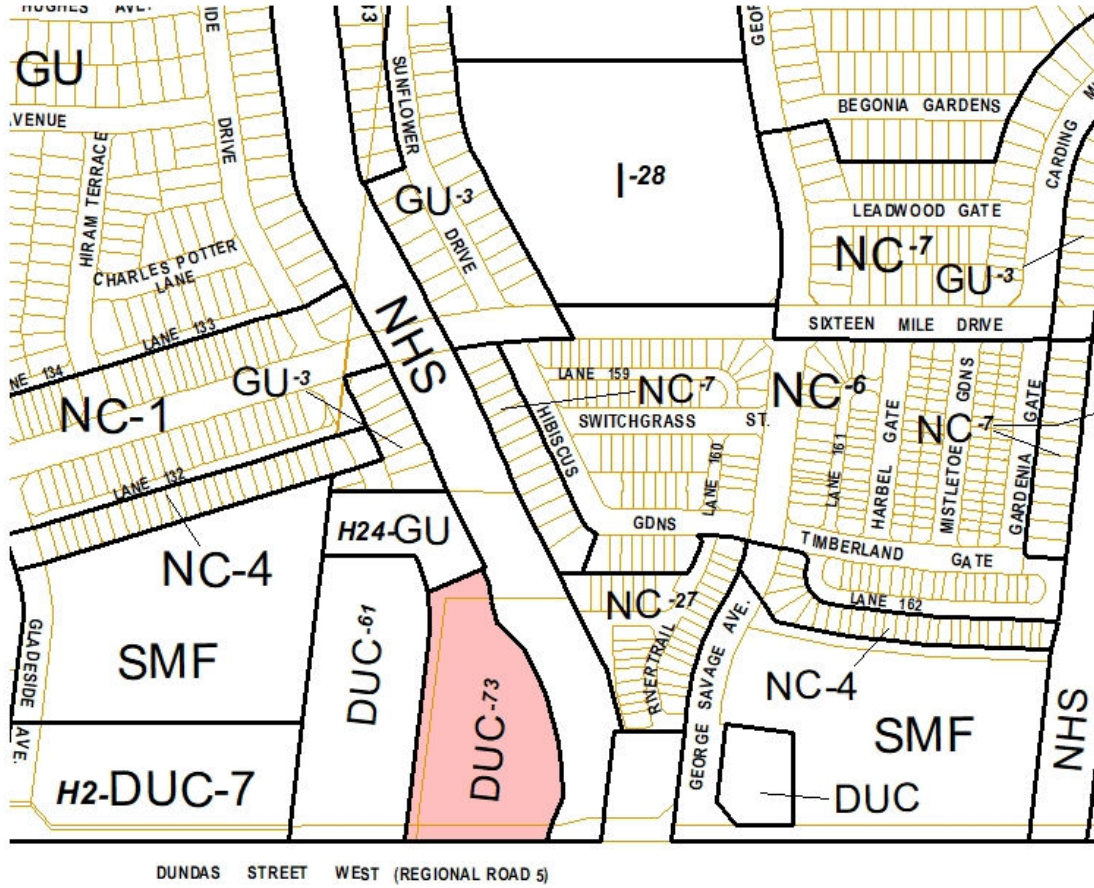 HUGHES AVE.
GU
AVENUE
HIRAM TERRACE
DRIVE
CHARLES POTTER
LANE
LANE 133
LANE 134
NC-1
LANE 132
NC-4
SMF
GLADESIDE
AVE.
H2-DUC-7
SUNFLOWER
DRIVE
GU-3
NHS
GU-3
H24-GU
DUC-61
DUC-73
I-28
BEGONIA GARDENS
CARDING
LEADWOOD GATE
NC-7
GU-3
SIXTEEN MILE DRIVE
LANE 159
NC-7
SWITCHGRASS ST.
HIBISCUS
GDNS
LANE 160
NC-6
LANE 161
HARBEL GATE
MISTLETOE GDNS
NC-7
GARDENIA GATE
TIMBERLAND GATE
LANE 162
NC-27
RIVERTRAIL
GEORGE SAVAGE AVE.
NC-4
SMF
DUC
NHS
DUNDAS STREET WEST (REGIONAL ROAD 5)